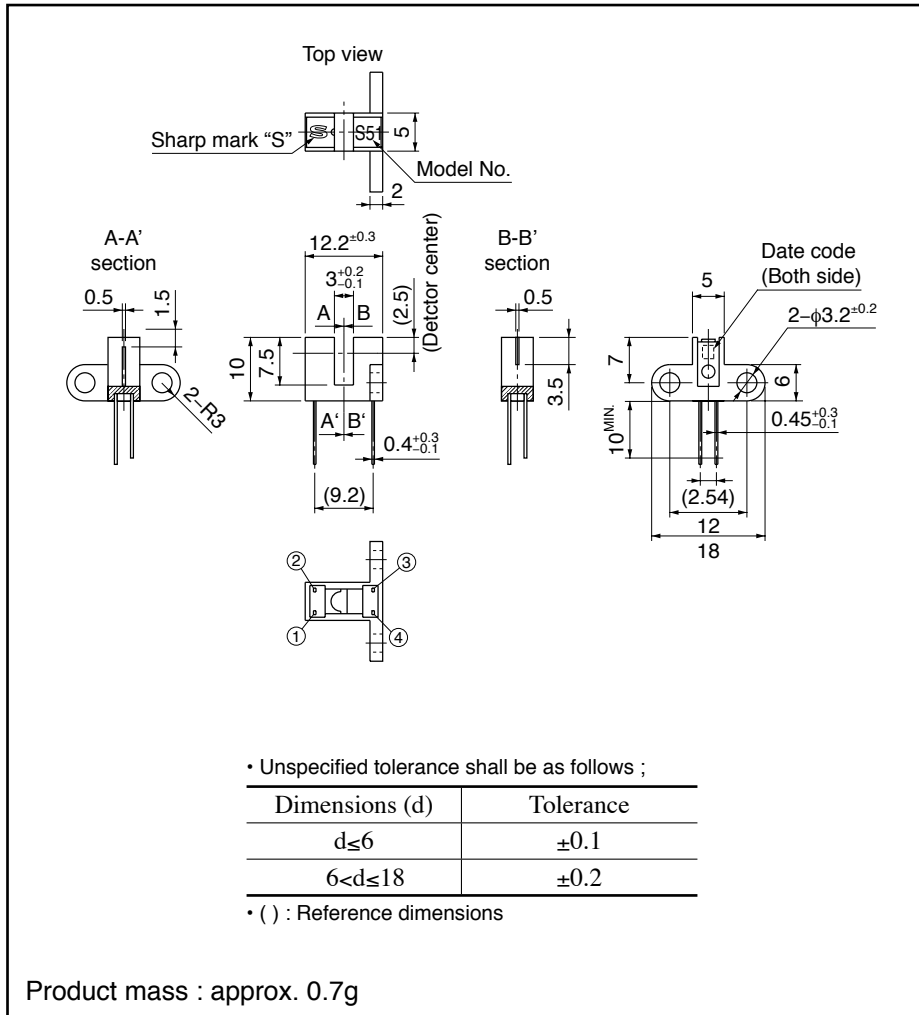 Top view
S S51 5
Sharp mark “S”
Model No.
2
A-A’
section
0.5
1.5
2–R3
12.2±0.3
3+0.2−0.1
A B
(2.5)
(Detctor center)
10
7.5
A‘ B‘
0.4+0.3−0.1
(9.2)
B-B’
section
0.5
3.5
Date code
(Both side)
5
2–φ3.2±0.2
7
6
10MIN.
0.45+0.3−0.1
(2.54)
12
18
② ③
① ④
• Unspecified tolerance shall be as follows ;
Dimensions (d) Tolerance
d≤6 ±0.1
6<d≤18 ±0.2
• ( ) : Reference dimensions
Product mass : approx. 0.7g